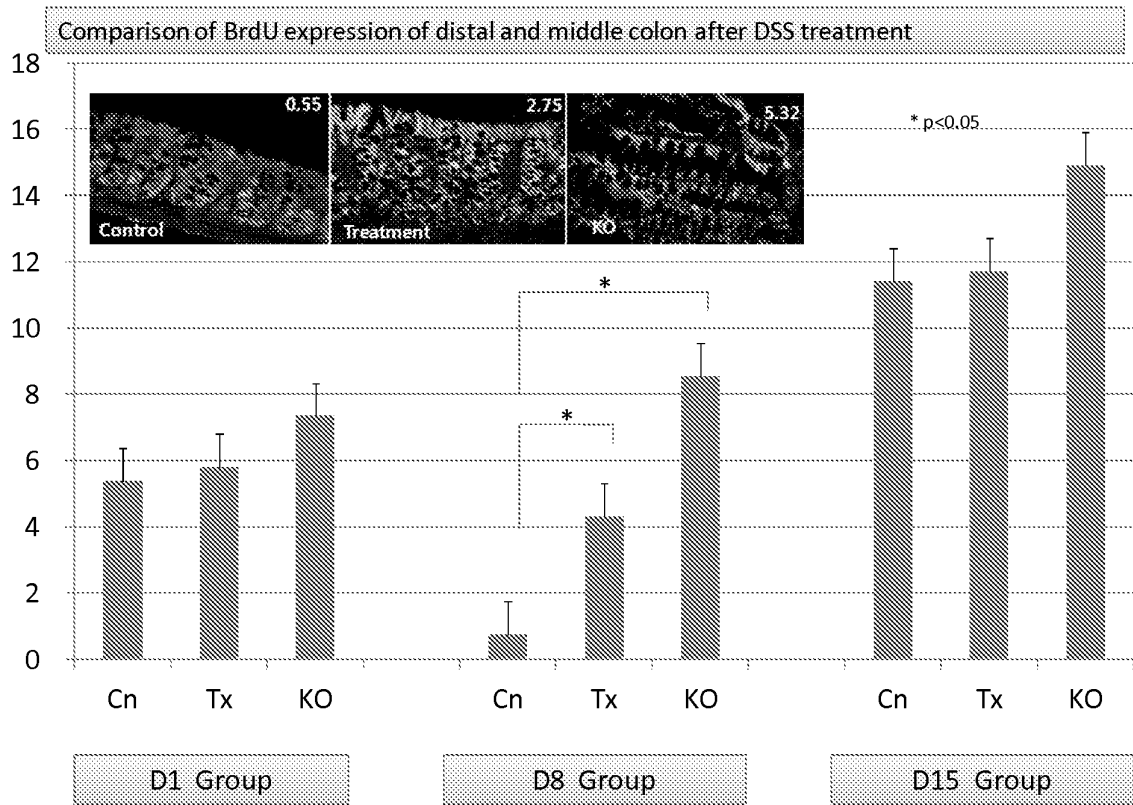 Comparison of BrdU expression of distal and middle colon after DSS treatment
18
16
14
12
10
8
6
4
2
0
0.55
2.75
5.32
Control
Treatment
KO
* p<0.05
*
*
Cn Tx KO Cn Tx KO Cn Tx KO
D1 Group D8 Group D15 Group